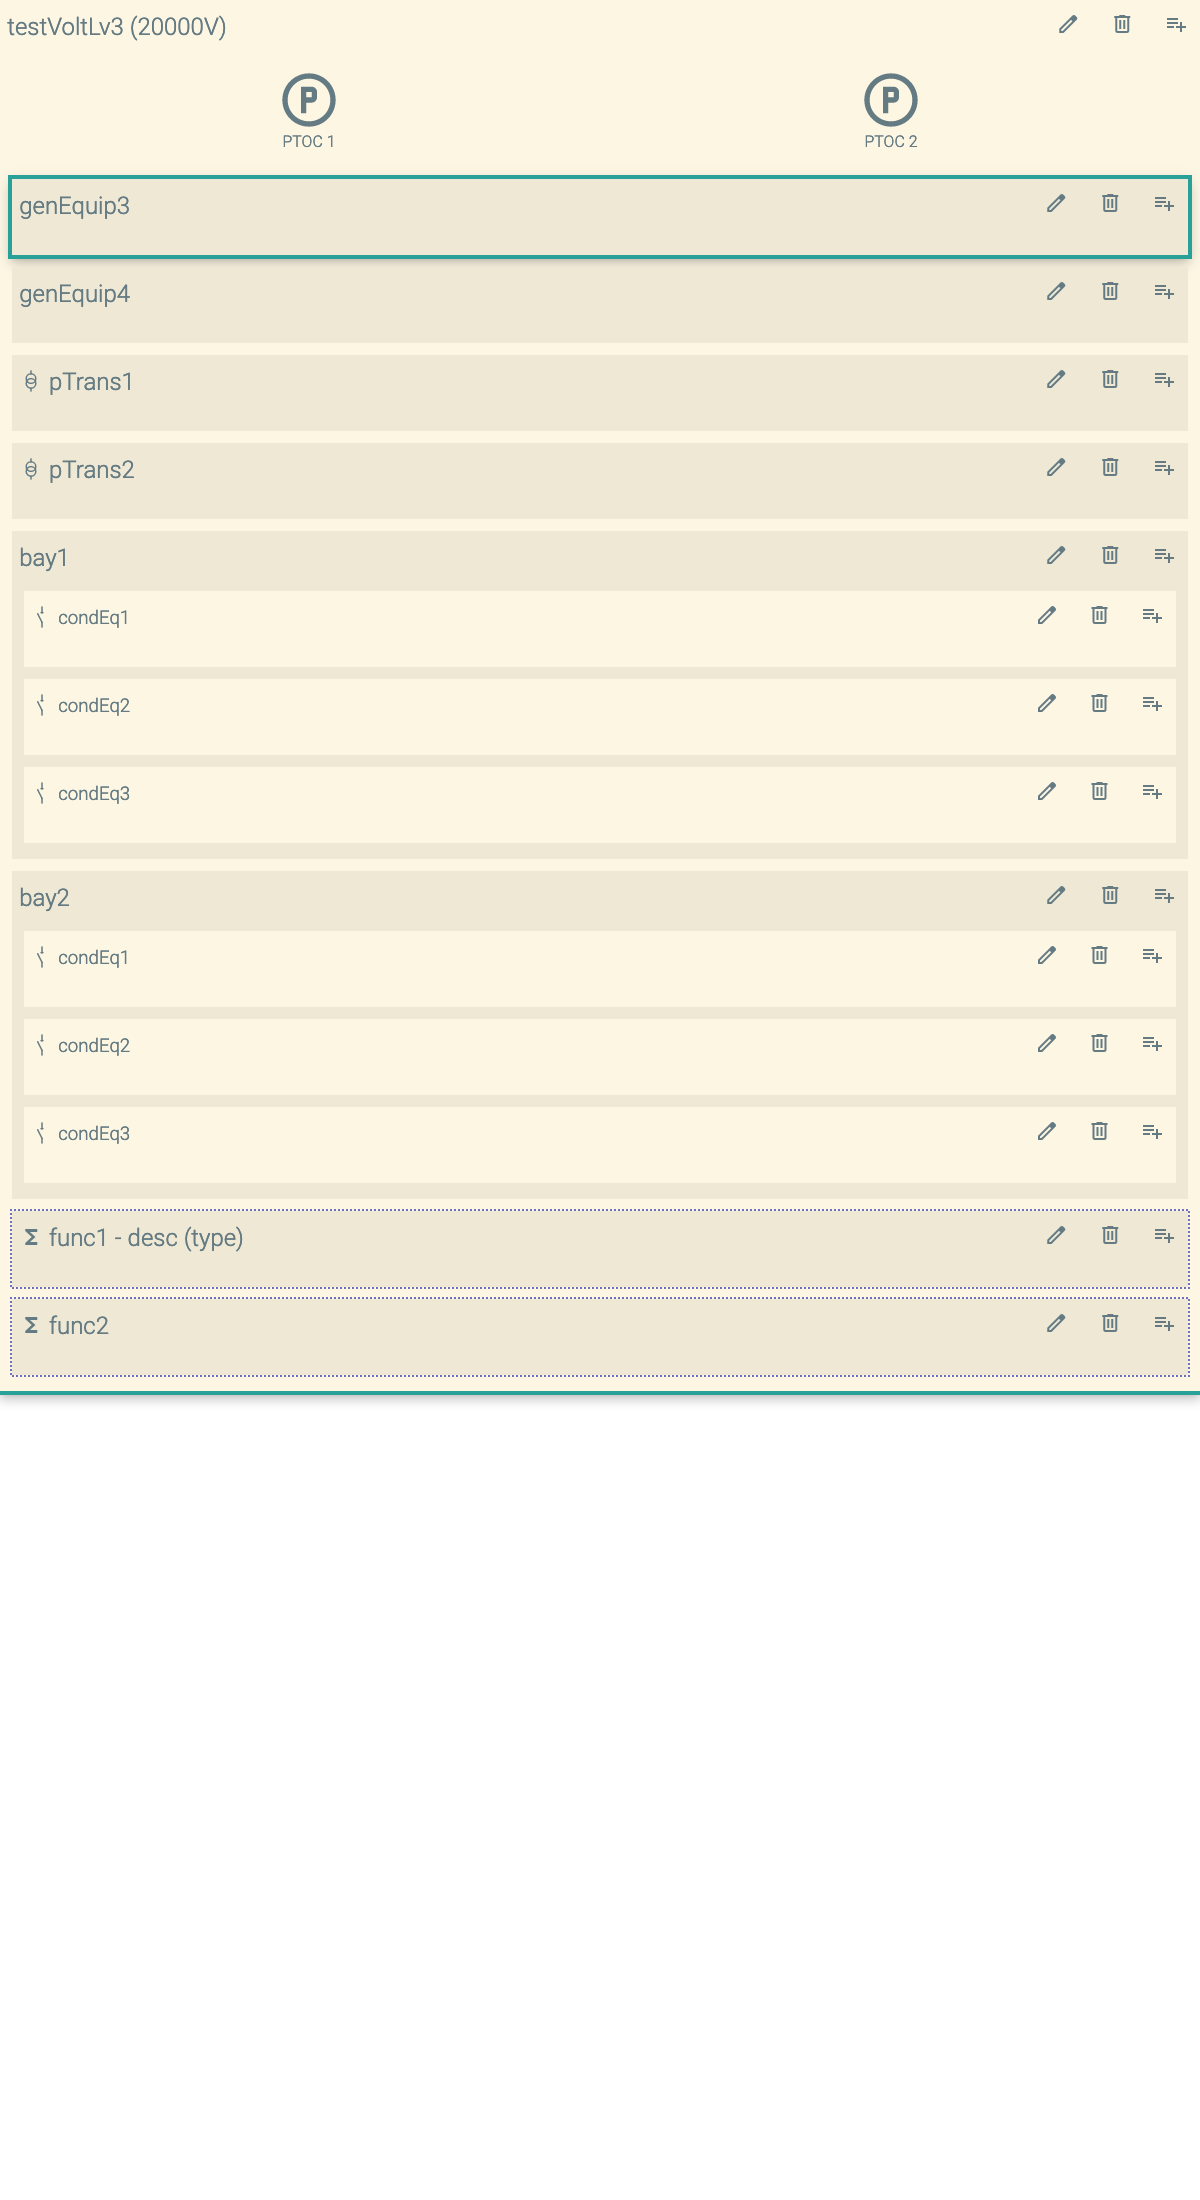 testVoltLv3 (20000V)
P P
PTOC 1 PTOC 2
genEquip3
genEquip4
pTrans1
pTrans2
bay1
condEq1
condEq2
condEq3
bay2
condEq1
condEq2
condEq3
Σ func1 - desc (type)
Σ func2